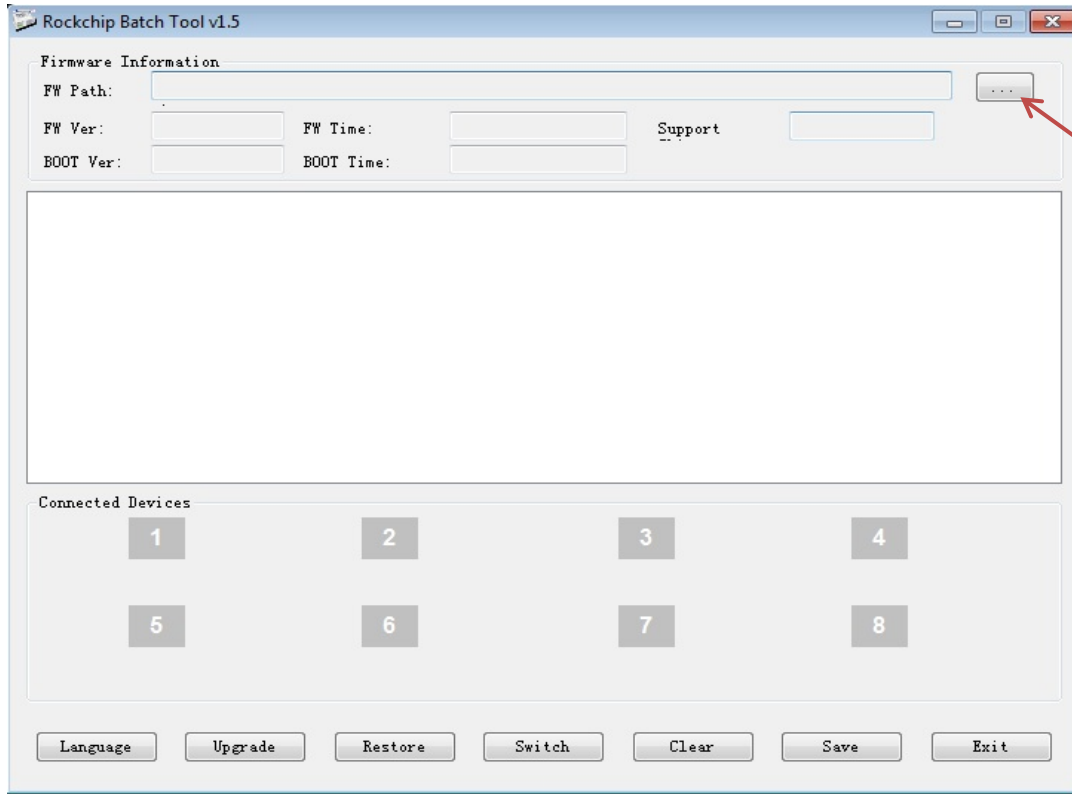 Rockchip Batch Tool v1.5
Firmware Information
FW Path:
...
FW Ver:
FW Time:
Support
BOOT Ver:
BOOT Time:
Connected Devices
1 2 3 4
5 6 7 8
Language Upgrade Restore Switch Clear Save Exit